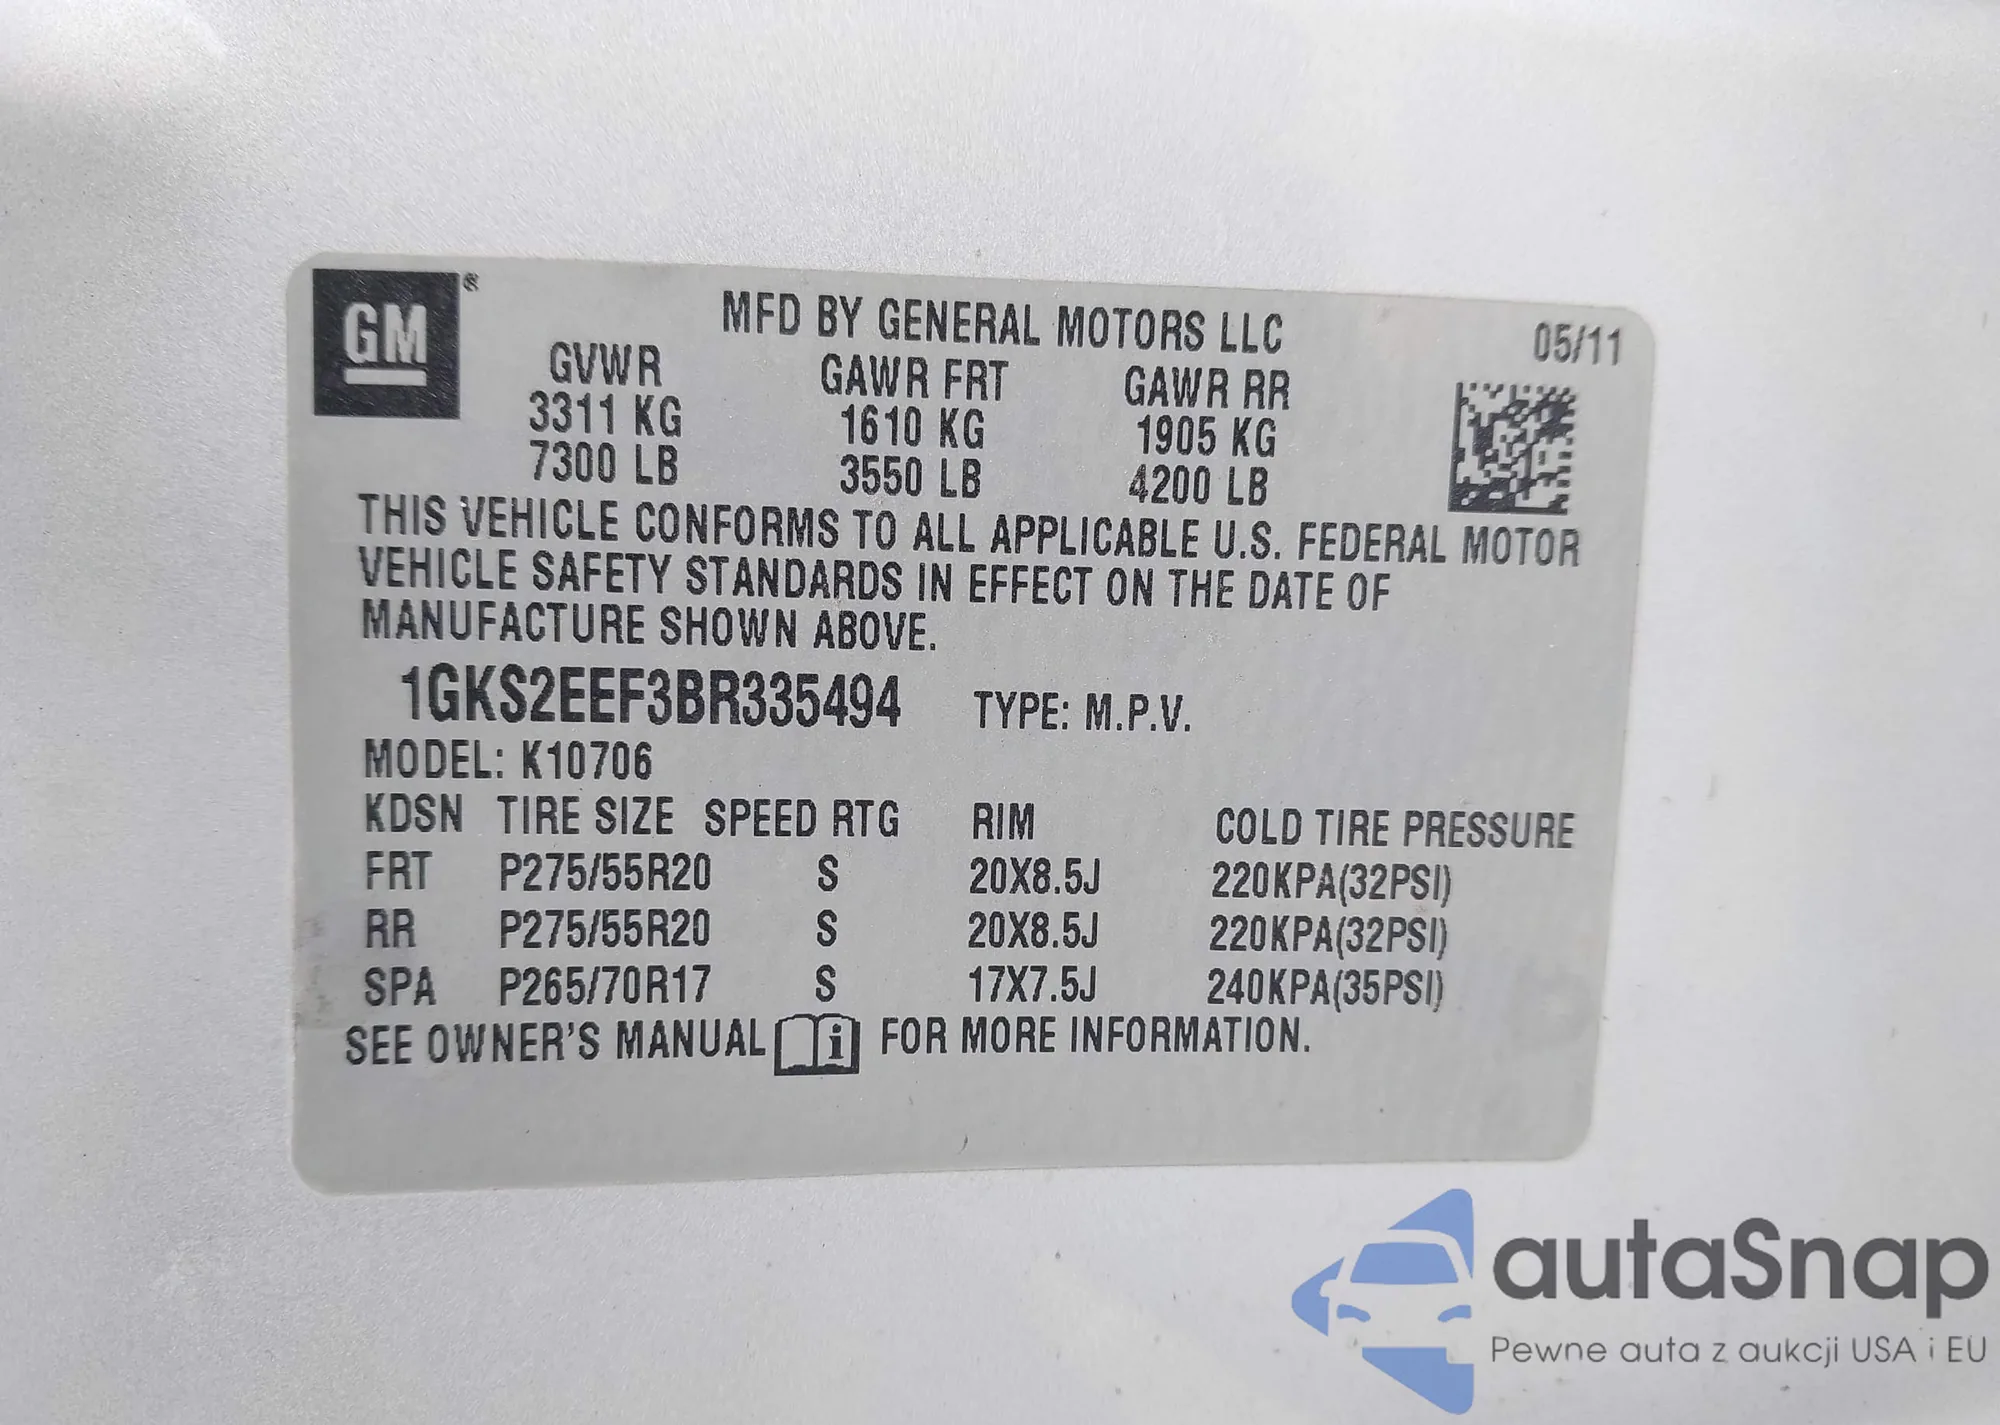 GM®
MFD BY GENERAL MOTORS LLC 05/11
GVWR GAWR FRT GAWR RR
3311 KG 1610 KG 1905 KG
7300 LB 3550 LB 4200 LB
THIS VEHICLE CONFORMS TO ALL APPLICABLE U.S. FEDERAL MOTOR
VEHICLE SAFETY STANDARDS IN EFFECT ON THE DATE OF
MANUFACTURE SHOWN ABOVE.
1GKS2EEF3BR335494 TYPE: M.P.V.
MODEL: K10706
KDSN TIRE SIZE SPEED RTG RIM COLD TIRE PRESSURE
FRT P275/55R20 S 20X8.5J 220KPA(32PSI)
RR P275/55R20 S 20X8.5J 220KPA(32PSI)
SPA P265/70R17 S 17X7.5J 240KPA(35PSI)
SEE OWNER'S MANUAL i FOR MORE INFORMATION.
autaSnap
Pewne auta z aukcji USA i EU